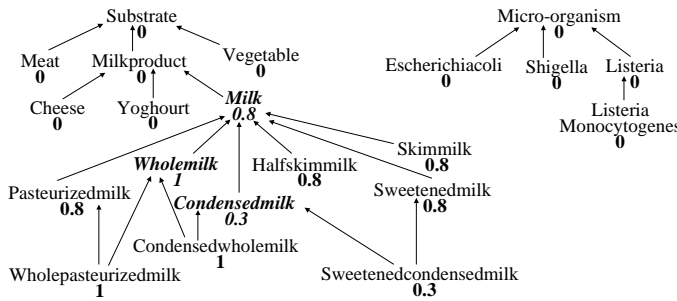 Substrate
0
Micro-organism
0
Meat
0
Milkproduct
0
Vegetable
0
Escherichiacoli
0
Shigella
0
Listeria
0
Cheese
0
Yoghourt
0
Milk
0.8
Listeria
Monocytogenes
0
Wholemilk
1
Halfskimmilk
0.8
Skimmilk
0.8
Pasteurizedmilk
0.8
Condensedmilk
0.3
Sweetenedmilk
0.8
Condensedwholemilk
1
Wholepasteurizedmilk
1
Sweetenedcondensedmilk
0.3